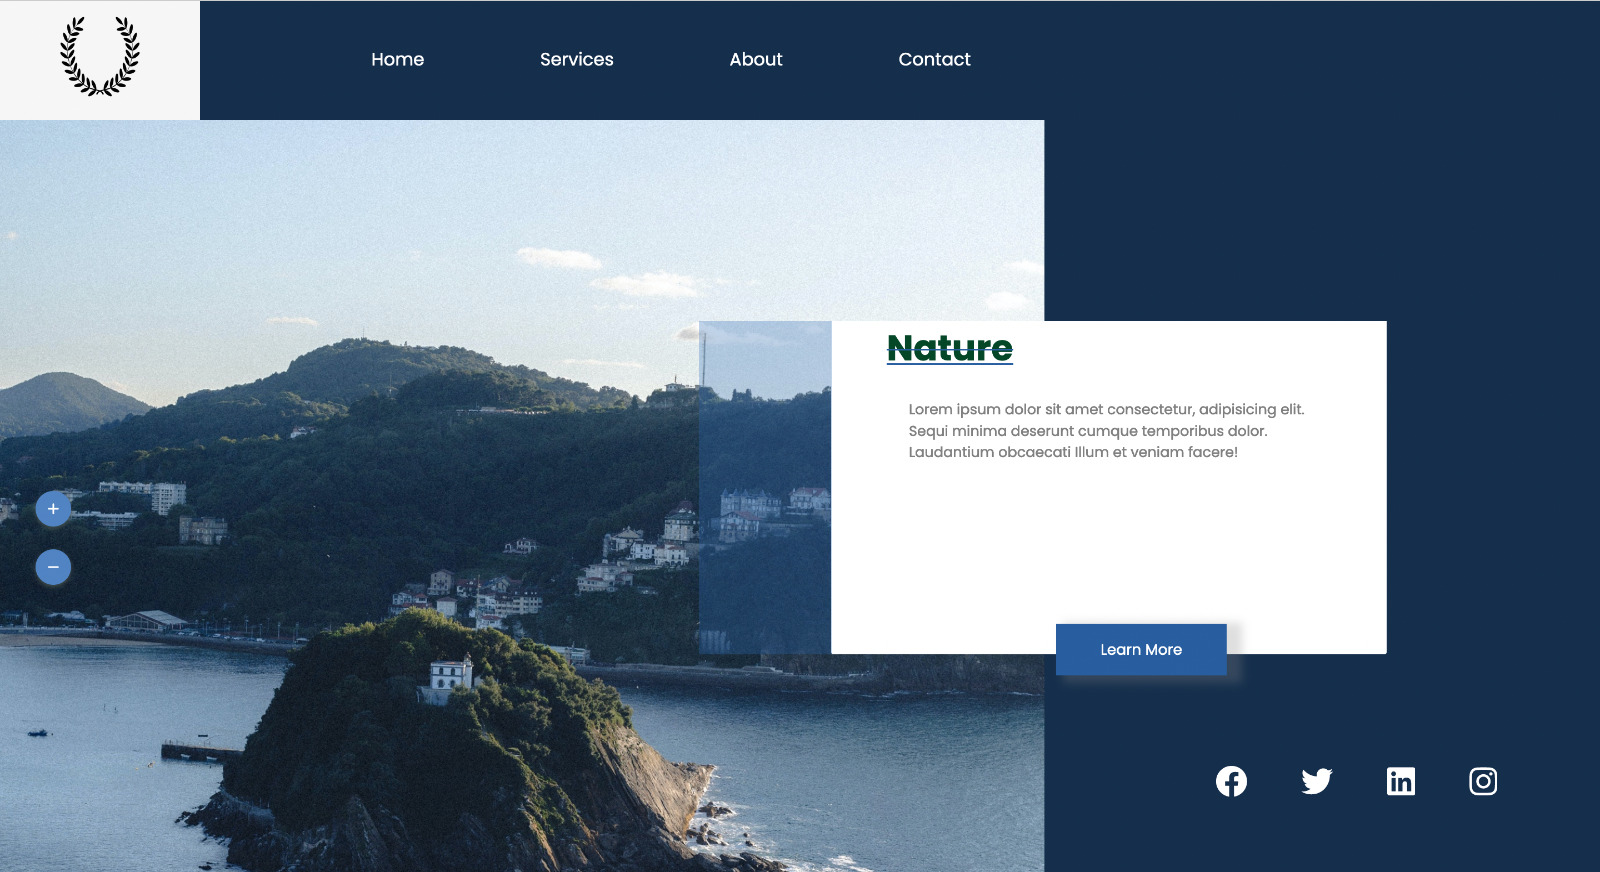 Home Services About Contact
Nature
Lorem ipsum dolor sit amet consectetur, adipisicing elit.
Sequi minima deserunt cumque temporibus dolor.
Laudantium obcaecati Illum et veniam facere!
+
−
Learn More